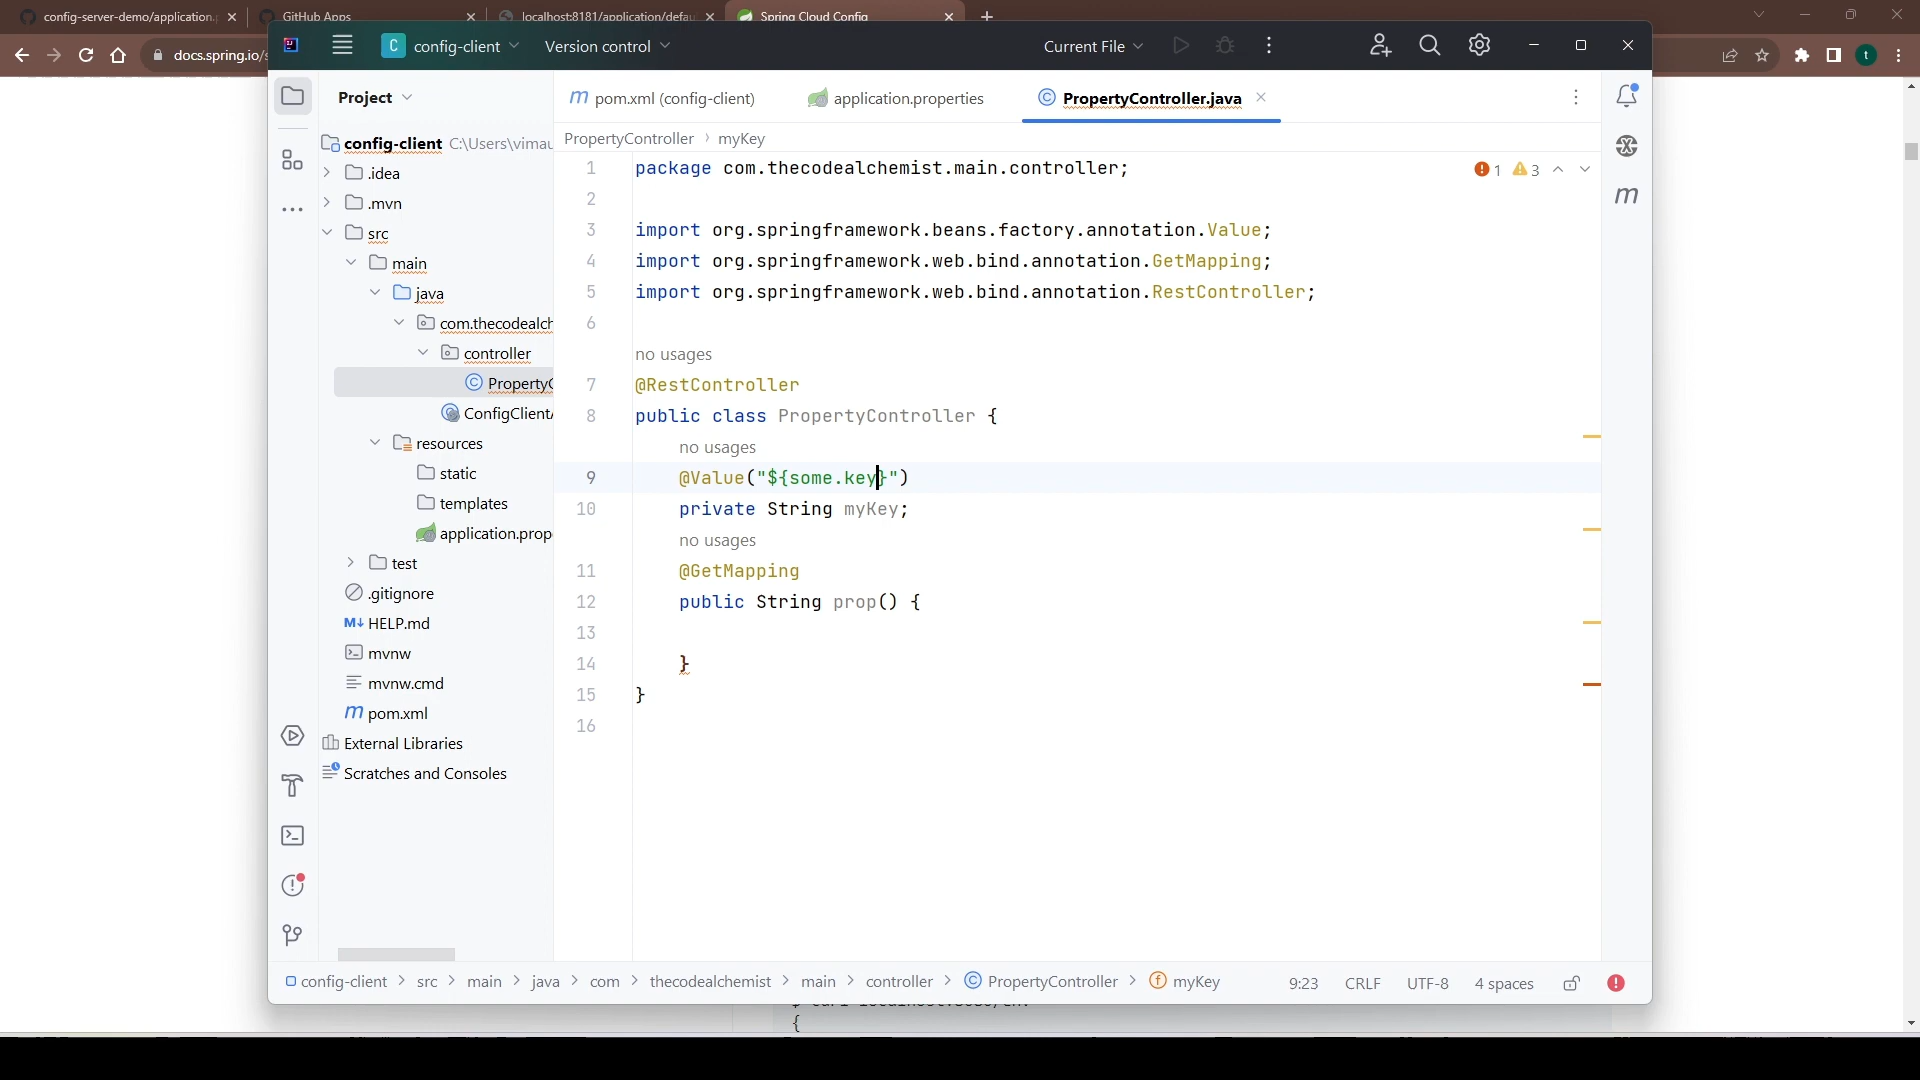 config-server-demo/application.
GitHub Apps
localhost:8181/application/defau
Spring Cloud Config
docs.spring.io/s
t
C config-client
Version control
Current File
Project
pom.xml (config-client)
application.properties
PropertyController.java
config-client C:\Users\vimau
.idea
.mvn
src
main
java
com.thecodealch
controller
PropertyC
ConfigClientA
resources
static
templates
application.prop
test
.gitignore
HELP.md
mvnw
mvnw.cmd
pom.xml
External Libraries
Scratches and Consoles
PropertyController > myKey
1 3
1 package com.thecodealchemist.main.controller;
2
3 import org.springframework.beans.factory.annotation.Value;
4 import org.springframework.web.bind.annotation.GetMapping;
5 import org.springframework.web.bind.annotation.RestController;
6
no usages
7 @RestController
8 public class PropertyController {
no usages
9 @Value("${some.key}")
10 private String myKey;
no usages
11 @GetMapping
12 public String prop() {
13
14 }
15 }
16
config-client > src > main > java > com > thecodealchemist > main > controller > PropertyController > myKey
9:23 CRLF UTF-8 4 spaces
{